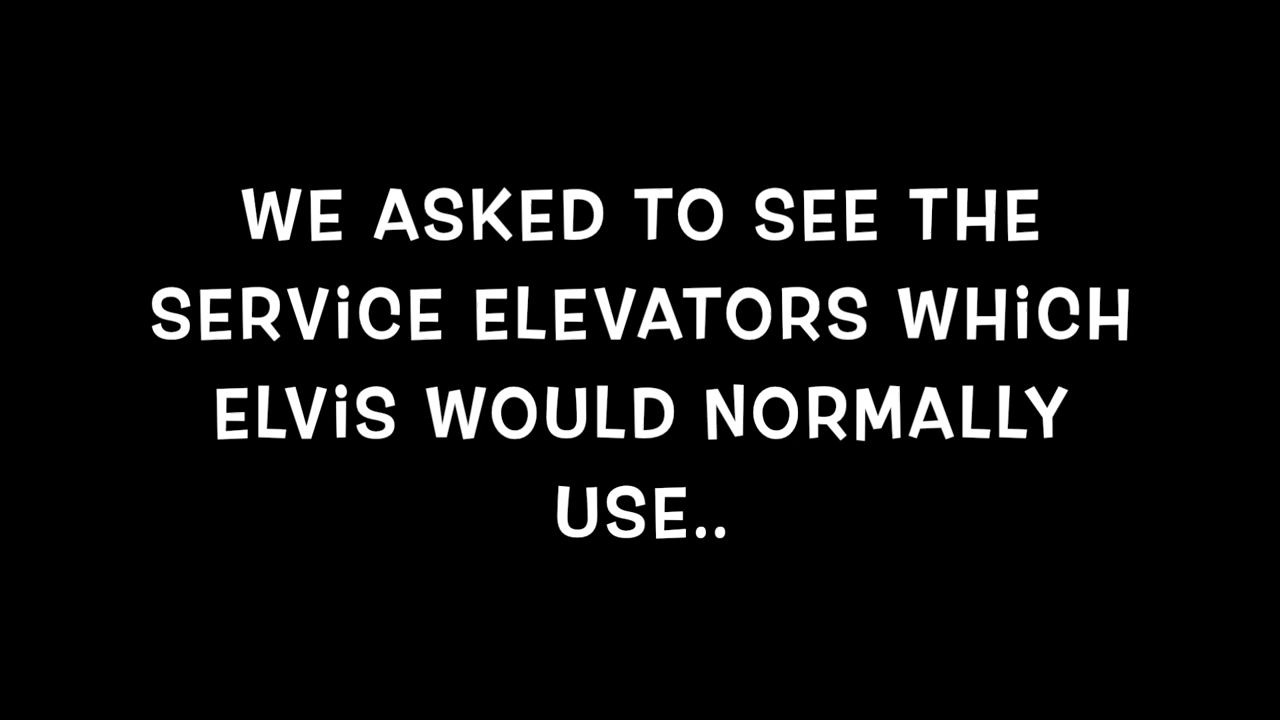 WE ASKED TO SEE THE
SERViCE ELEVATORS WHiCH
ELViS WOULD NORMALLY
USE..